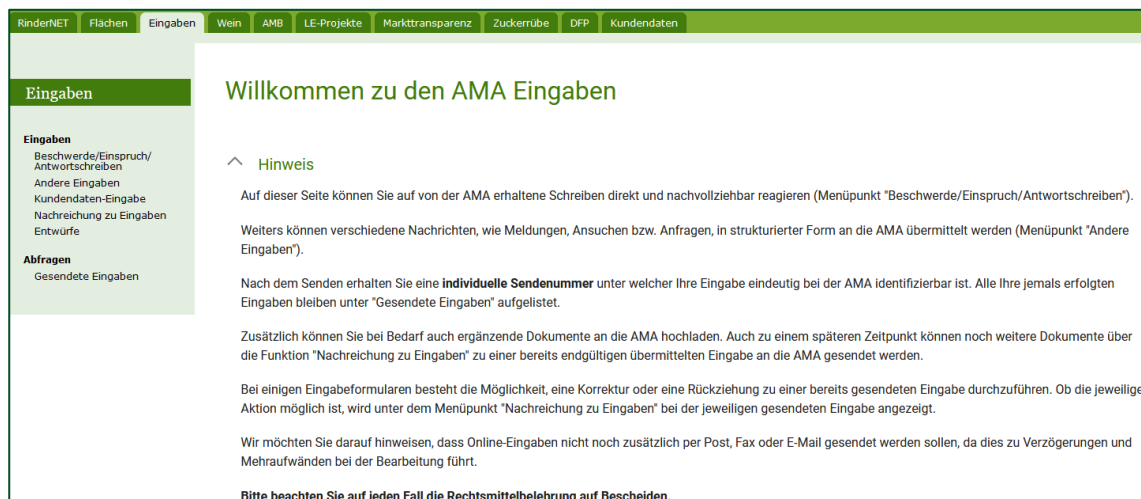 RinderNET Flächen Eingaben Wein AMB LE-Projekte Markttransparenz Zuckerrübe DFP Kundendaten
Eingaben
Eingaben
Beschwerde/Einspruch/
Antwortschreiben
Andere Eingaben
Kundendaten-Eingabe
Nachreichung zu Eingaben
Entwürfe
Abfragen
Gesendete Eingaben
Willkommen zu den AMA Eingaben
Hinweis
Auf dieser Seite können Sie auf von der AMA erhaltene Schreiben direkt und nachvollziehbar reagieren (Menüpunkt "Beschwerde/Einspruch/Antwortschreiben").
Weiters können verschiedene Nachrichten, wie Meldungen, Ansuchen bzw. Anfragen, in strukturierter Form an die AMA übermittelt werden (Menüpunkt "Andere
Eingaben").
Nach dem Senden erhalten Sie eine individuelle Sendenummer unter welcher Ihre Eingabe eindeutig bei der AMA identifizierbar ist. Alle Ihre jemals erfolgten
Eingaben bleiben unter "Gesendete Eingaben" aufgelistet.
Zusätzlich können Sie bei Bedarf auch ergänzende Dokumente an die AMA hochladen. Auch zu einem späteren Zeitpunkt können noch weitere Dokumente über
die Funktion "Nachreichung zu Eingaben" zu einer bereits endgültigen übermittelten Eingabe an die AMA gesendet werden.
Bei einigen Eingabeformularen besteht die Möglichkeit, eine Korrektur oder eine Rückziehung zu einer bereits gesendeten Eingabe durchzuführen. Ob die jeweilige
Aktion möglich ist, wird unter dem Menüpunkt "Nachreichung zu Eingaben" bei der jeweiligen gesendeten Eingabe angezeigt.
Wir möchten Sie darauf hinweisen, dass Online-Eingaben nicht noch zusätzlich per Post, Fax oder E-Mail gesendet werden sollen, da dies zu Verzögerungen und
Mehraufwänden bei der Bearbeitung führt.
Bitte beachten Sie auf jeden Fall die Rechtsmittelbelehrung auf Bescheiden.